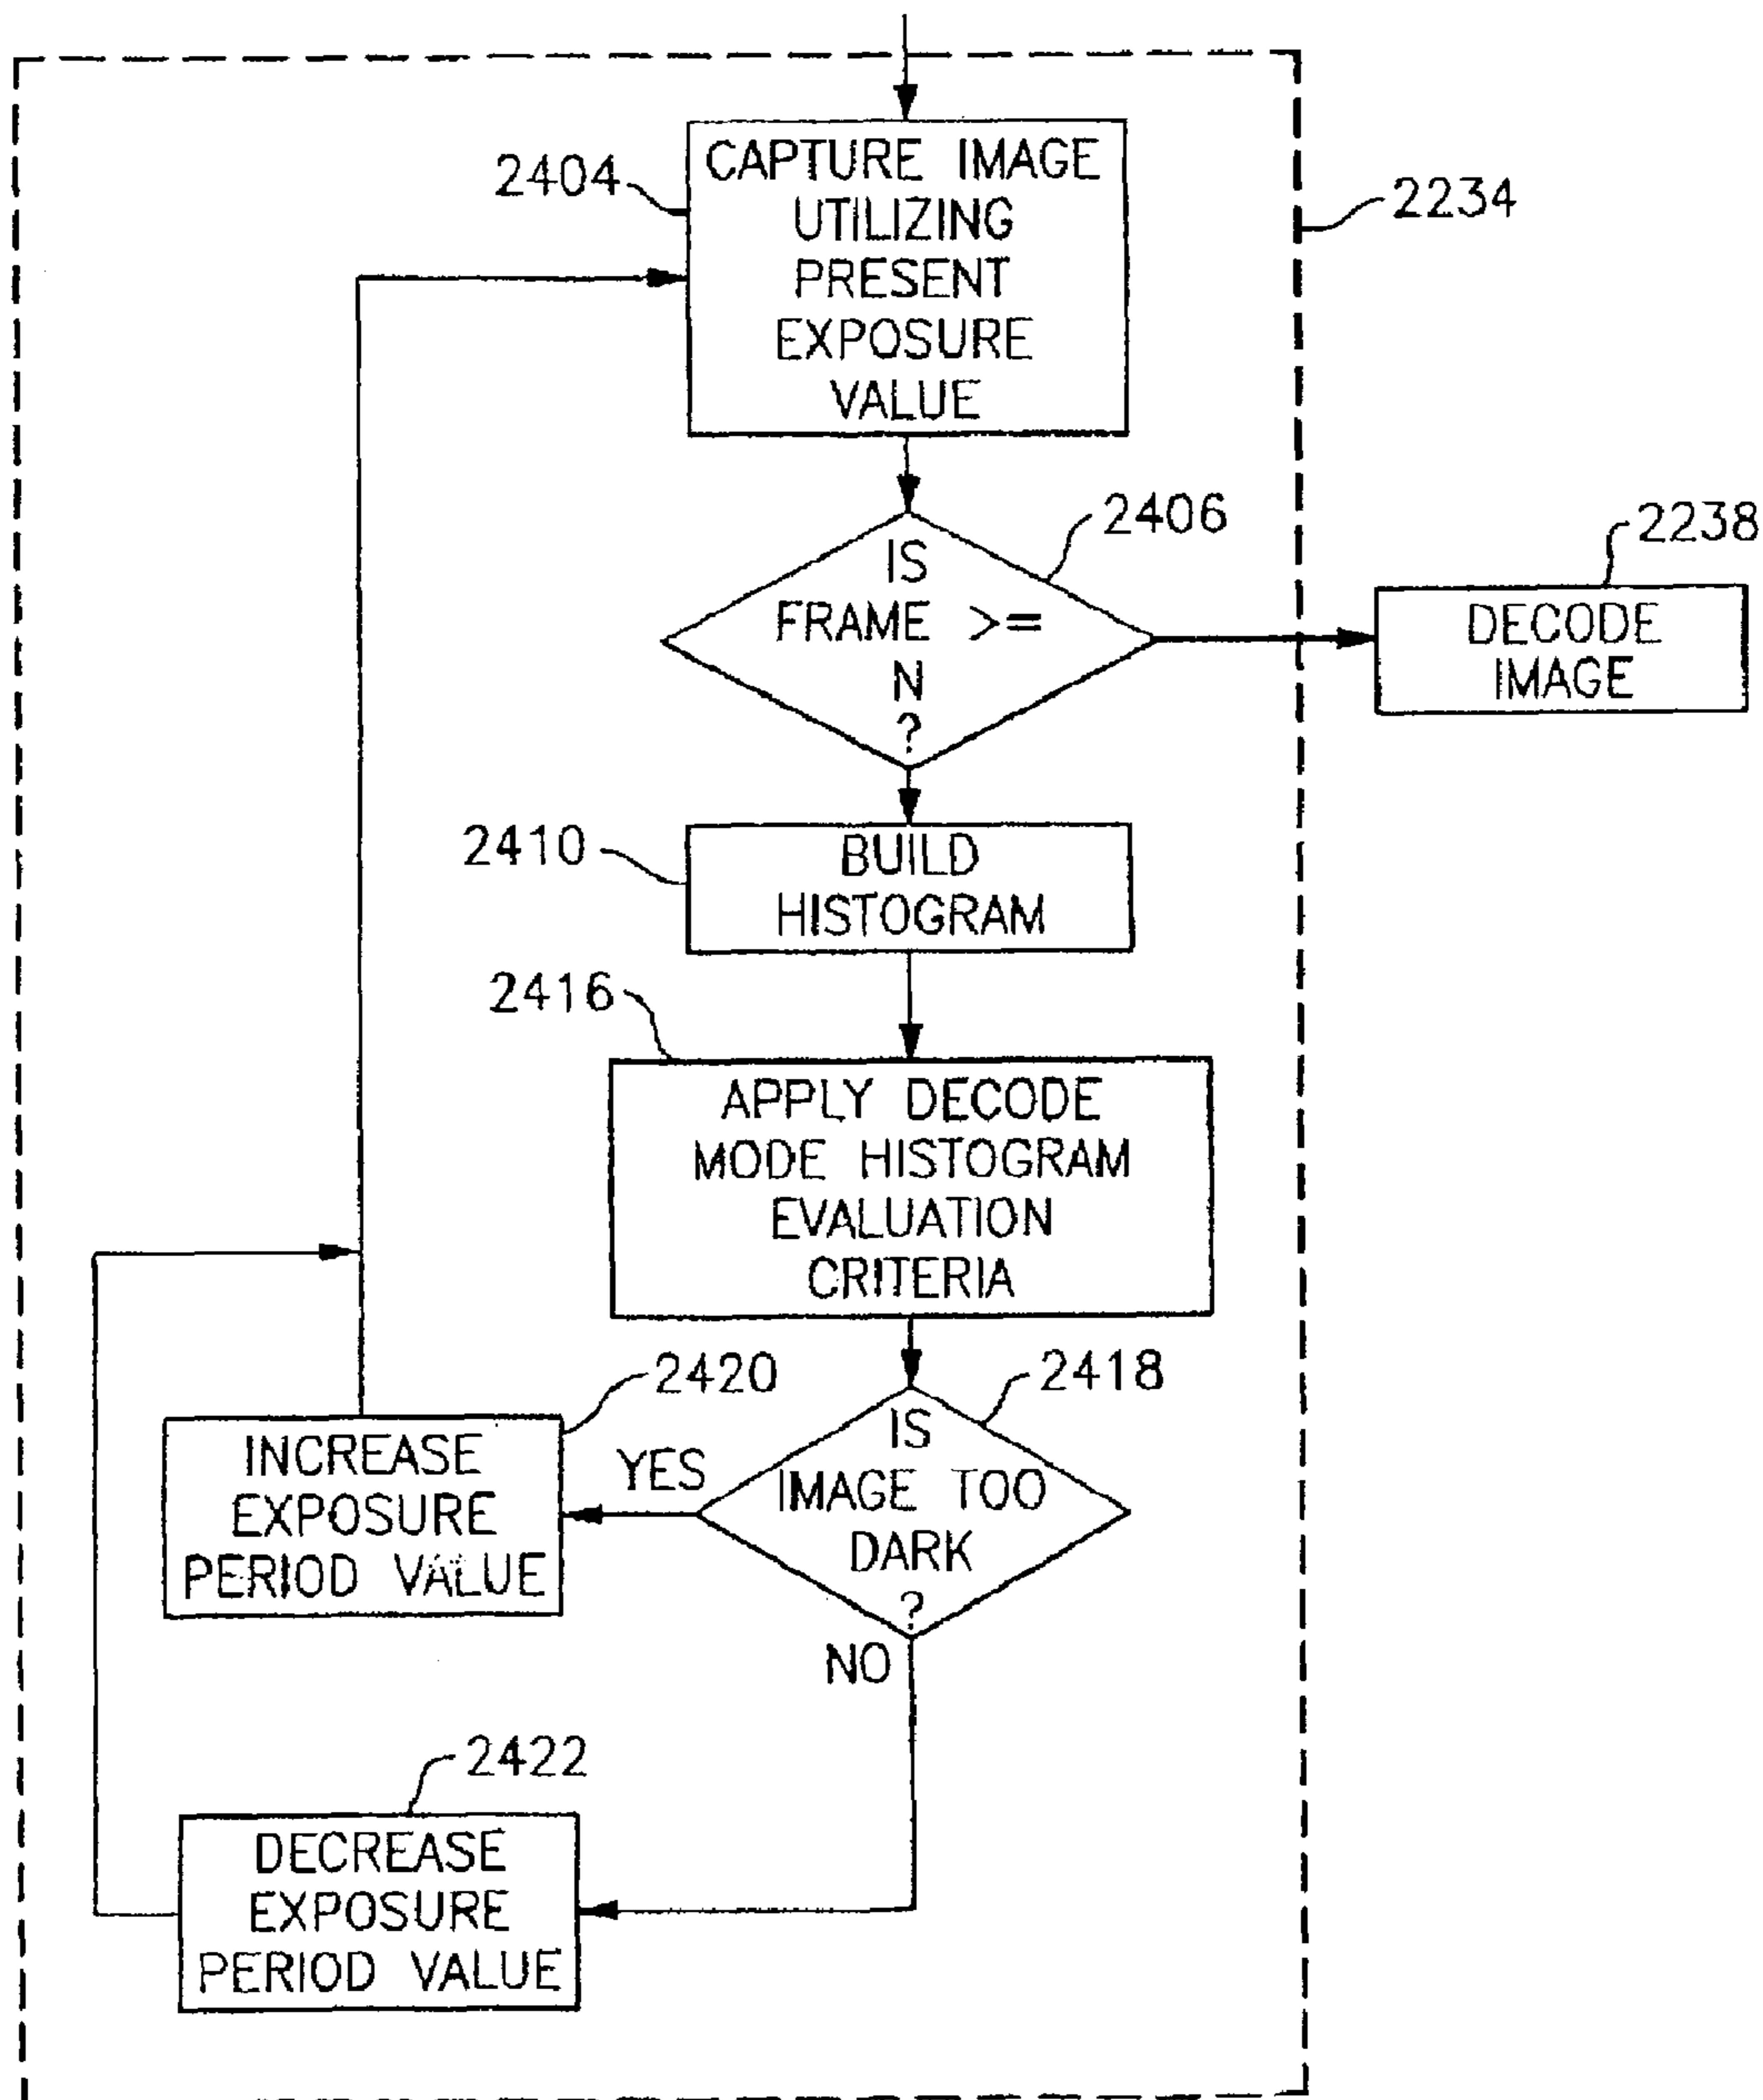 2404
CAPTURE IMAGE
UTILIZING
PRESENT
EXPOSURE
VALUE
2234
2406
IS
FRAME >=
N
?
2238
DECODE
IMAGE
2410
BUILD
HISTOGRAM
2416
APPLY DECODE
MODE HISTOGRAM
EVALUATION
CRITERIA
2420
INCREASE
EXPOSURE
PERIOD VALUE
YES
2418
IS
IMAGE TOO
DARK
?
NO
2422
DECREASE
EXPOSURE
PERIOD VALUE